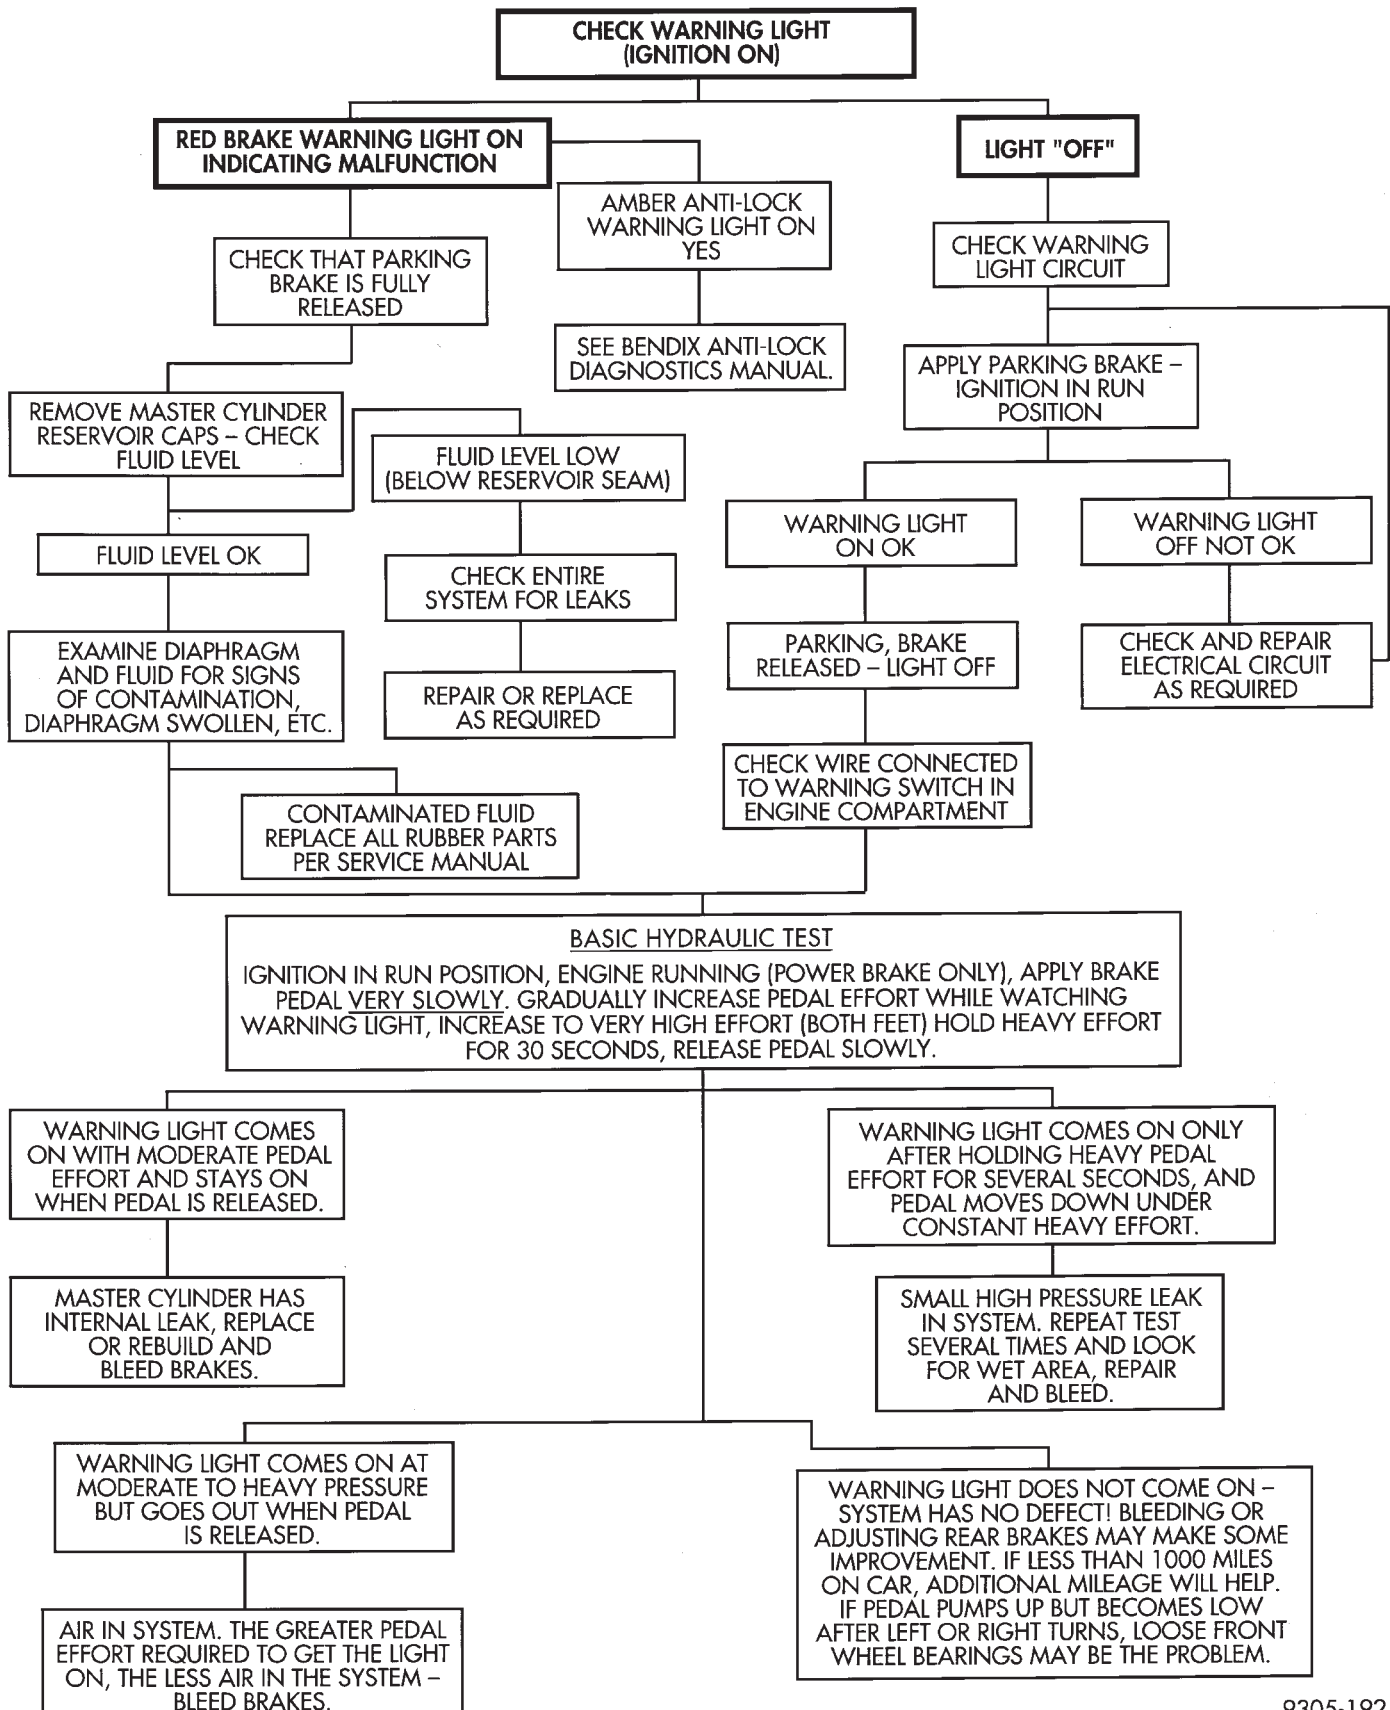 CHECK WARNING LIGHT
(IGNITION ON)
RED BRAKE WARNING LIGHT ON
INDICATING MALFUNCTION
LIGHT "OFF"
AMBER ANTI-LOCK
WARNING LIGHT ON
YES
CHECK WARNING
LIGHT CIRCUIT
CHECK THAT PARKING
BRAKE IS FULLY
RELEASED
SEE BENDIX ANTI-LOCK
DIAGNOSTICS MANUAL.
APPLY PARKING BRAKE –
IGNITION IN RUN
POSITION
REMOVE MASTER CYLINDER
RESERVOIR CAPS – CHECK
FLUID LEVEL
FLUID LEVEL LOW
(BELOW RESERVOIR SEAM)
WARNING LIGHT
ON OK
WARNING LIGHT
OFF NOT OK
FLUID LEVEL OK
CHECK ENTIRE
SYSTEM FOR LEAKS
EXAMINE DIAPHRAGM
AND FLUID FOR SIGNS
OF CONTAMINATION,
DIAPHRAGM SWOLLEN, ETC.
REPAIR OR REPLACE
AS REQUIRED
PARKING, BRAKE
RELEASED – LIGHT OFF
CHECK AND REPAIR
ELECTRICAL CIRCUIT
AS REQUIRED
CHECK WIRE CONNECTED
TO WARNING SWITCH IN
ENGINE COMPARTMENT
CONTAMINATED FLUID
REPLACE ALL RUBBER PARTS
PER SERVICE MANUAL
BASIC HYDRAULIC TEST
IGNITION IN RUN POSITION, ENGINE RUNNING (POWER BRAKE ONLY), APPLY BRAKE
PEDAL VERY SLOWLY. GRADUALLY INCREASE PEDAL EFFORT WHILE WATCHING
WARNING LIGHT, INCREASE TO VERY HIGH EFFORT (BOTH FEET) HOLD HEAVY EFFORT
FOR 30 SECONDS, RELEASE PEDAL SLOWLY.
WARNING LIGHT COMES
ON WITH MODERATE PEDAL
EFFORT AND STAYS ON
WHEN PEDAL IS RELEASED.
WARNING LIGHT COMES ON ONLY
AFTER HOLDING HEAVY PEDAL
EFFORT FOR SEVERAL SECONDS, AND
PEDAL MOVES DOWN UNDER
CONSTANT HEAVY EFFORT.
MASTER CYLINDER HAS
INTERNAL LEAK, REPLACE
OR REBUILD AND
BLEED BRAKES.
SMALL HIGH PRESSURE LEAK
IN SYSTEM. REPEAT TEST
SEVERAL TIMES AND LOOK
FOR WET AREA, REPAIR
AND BLEED.
WARNING LIGHT COMES ON AT
MODERATE TO HEAVY PRESSURE
BUT GOES OUT WHEN PEDAL
IS RELEASED.
WARNING LIGHT DOES NOT COME ON –
SYSTEM HAS NO DEFECT! BLEEDING OR
ADJUSTING REAR BRAKES MAY MAKE SOME
IMPROVEMENT. IF LESS THAN 1000 MILES
ON CAR, ADDITIONAL MILEAGE WILL HELP.
IF PEDAL PUMPS UP BUT BECOMES LOW
AFTER LEFT OR RIGHT TURNS, LOOSE FRONT
WHEEL BEARINGS MAY BE THE PROBLEM.
AIR IN SYSTEM. THE GREATER PEDAL
EFFORT REQUIRED TO GET THE LIGHT
ON, THE LESS AIR IN THE SYSTEM –
BLEED BRAKES.
9305-192